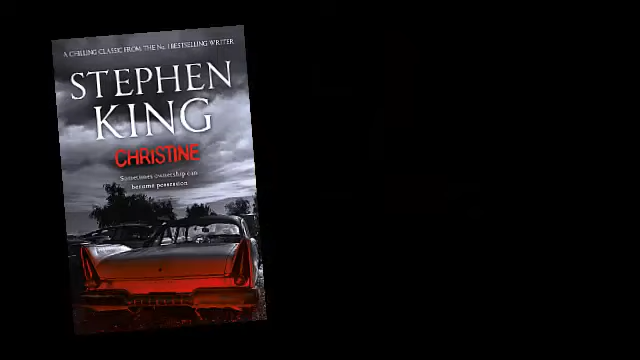 A CHILLING CLASSIC FROM THE No. 1 BESTSELLING WRITER
STEPHEN
KING
CHRISTINE
Sometimes ownership can
become possession